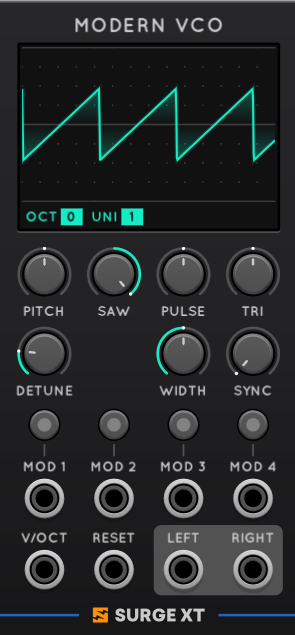 MODERN VCO
OCT 0 UNI 1
PITCH SAW PULSE TRI
DETUNE WIDTH SYNC
MOD 1 MOD 2 MOD 3 MOD 4
V/OCT RESET LEFT RIGHT
SURGE XT